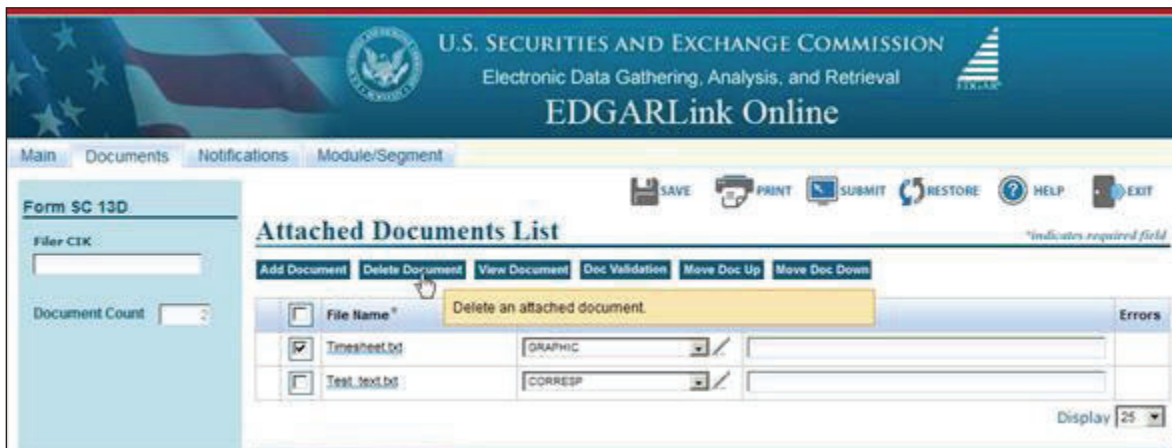 U.S. SECURITIES AND EXCHANGE COMMISSION
Electronic Data Gathering, Analysis, and Retrieval
EDGAR®
EDGARLink Online
Main Documents Notifications Module/Segment
SAVE PRINT SUBMIT RESTORE HELP EXIT
Form SC 13D
Filer CIK
Document Count 2
Attached Documents List
*indicates required field
Add Document Delete Document View Document Doc Validation Move Doc Up Move Doc Down
File Name* Errors
Delete an attached document.
Timesheet.txt GRAPHIC
Test_text.txt CORRESP
Display 25